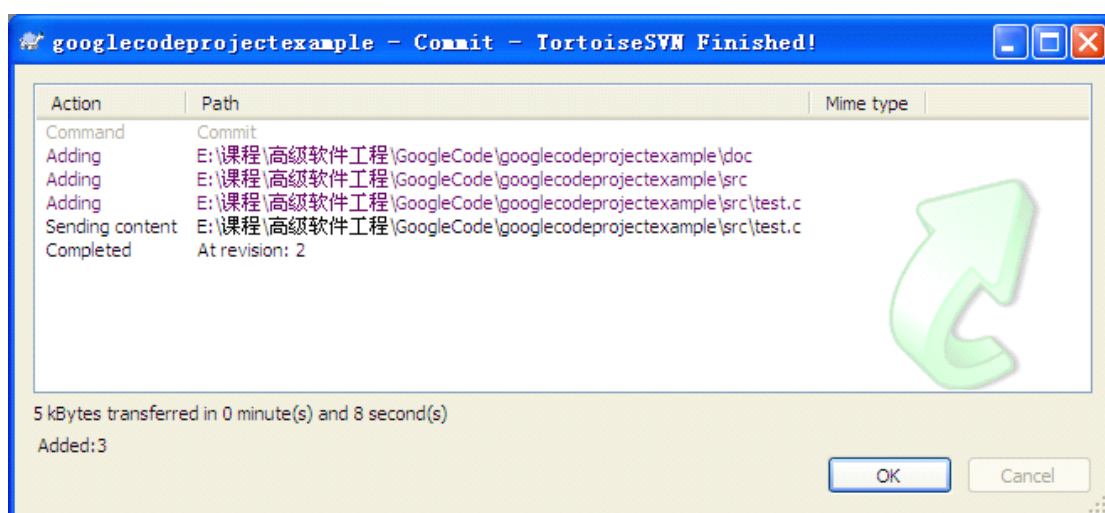 googlecodeprojectexample - Commit - TortoiseSVN Finished!
Action Path Mime type
Command Commit
Adding E:\课程\高级软件工程\GoogleCode\googlecodeprojectexample\doc
Adding E:\课程\高级软件工程\GoogleCode\googlecodeprojectexample\src
Adding E:\课程\高级软件工程\GoogleCode\googlecodeprojectexample\src\test.c
Sending content E:\课程\高级软件工程\GoogleCode\googlecodeprojectexample\src\test.c
Completed At revision: 2
5 kBytes transferred in 0 minute(s) and 8 second(s)
Added:3
OK Cancel